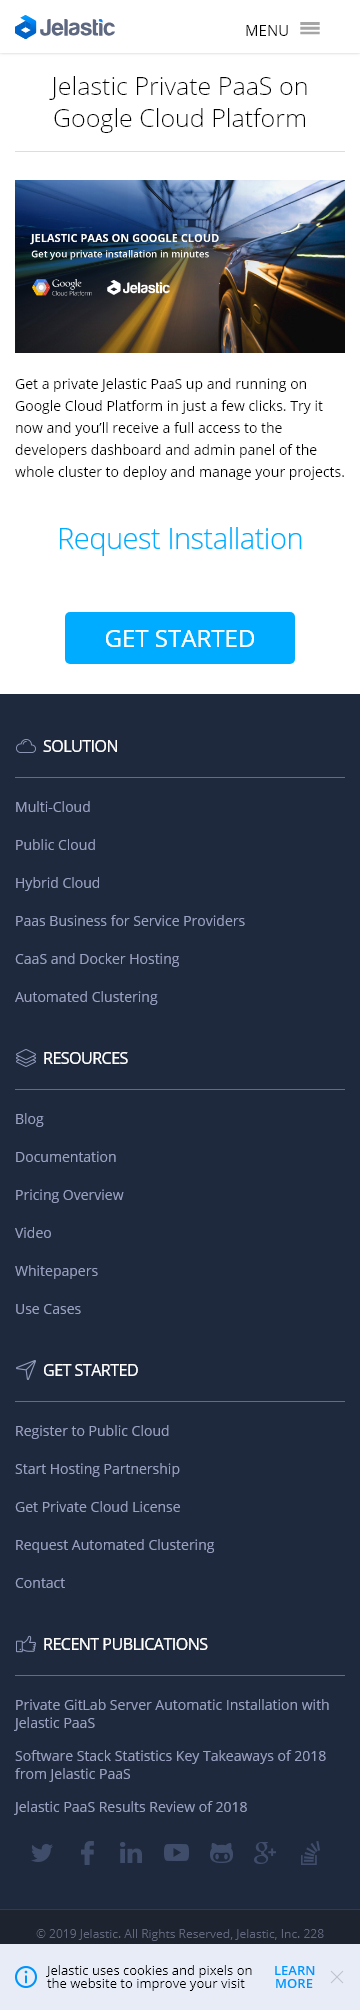 Jelastic
MENU
Jelastic Private PaaS on
Google Cloud Platform
JELASTIC PAAS ON GOOGLE CLOUD
Get you private installation in minutes
Google
Cloud Platform
Jelastic
Get a private Jelastic PaaS up and running on
Google Cloud Platform in just a few clicks. Try it
now and you’ll receive a full access to the
developers dashboard and admin panel of the
whole cluster to deploy and manage your projects.
Request Installation
GET STARTED
SOLUTION
Multi-Cloud
Public Cloud
Hybrid Cloud
Paas Business for Service Providers
CaaS and Docker Hosting
Automated Clustering
RESOURCES
Blog
Documentation
Pricing Overview
Video
Whitepapers
Use Cases
GET STARTED
Register to Public Cloud
Start Hosting Partnership
Get Private Cloud License
Request Automated Clustering
Contact
RECENT PUBLICATIONS
Private GitLab Server Automatic Installation with
Jelastic PaaS
Software Stack Statistics Key Takeaways of 2018
from Jelastic PaaS
Jelastic PaaS Results Review of 2018
© 2019 Jelastic. All Rights Reserved, Jelastic, Inc. 228
Jelastic uses cookies and pixels on
the website to improve your visit
LEARN
MORE